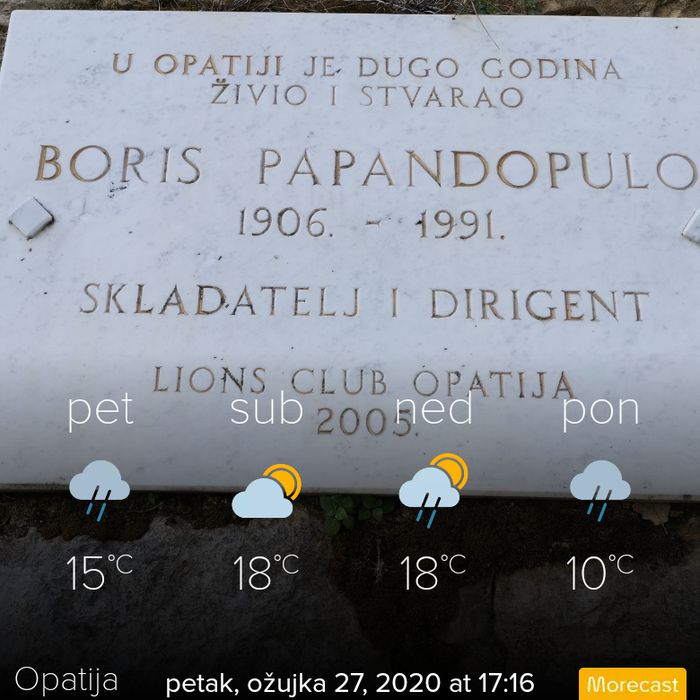 U OPATIJI JE DUGO GODINA
ŽIVIO I STVARAO
BORIS PAPANDOPULO
1906. - 1991.
SKLADATELJ I DIRIGENT
LIONS CLUB OPATIJA
2005.
pet sub ned pon
15°C 18°C 18°C 10°C
Opatija petak, ožujka 27, 2020 at 17:16 Morecast